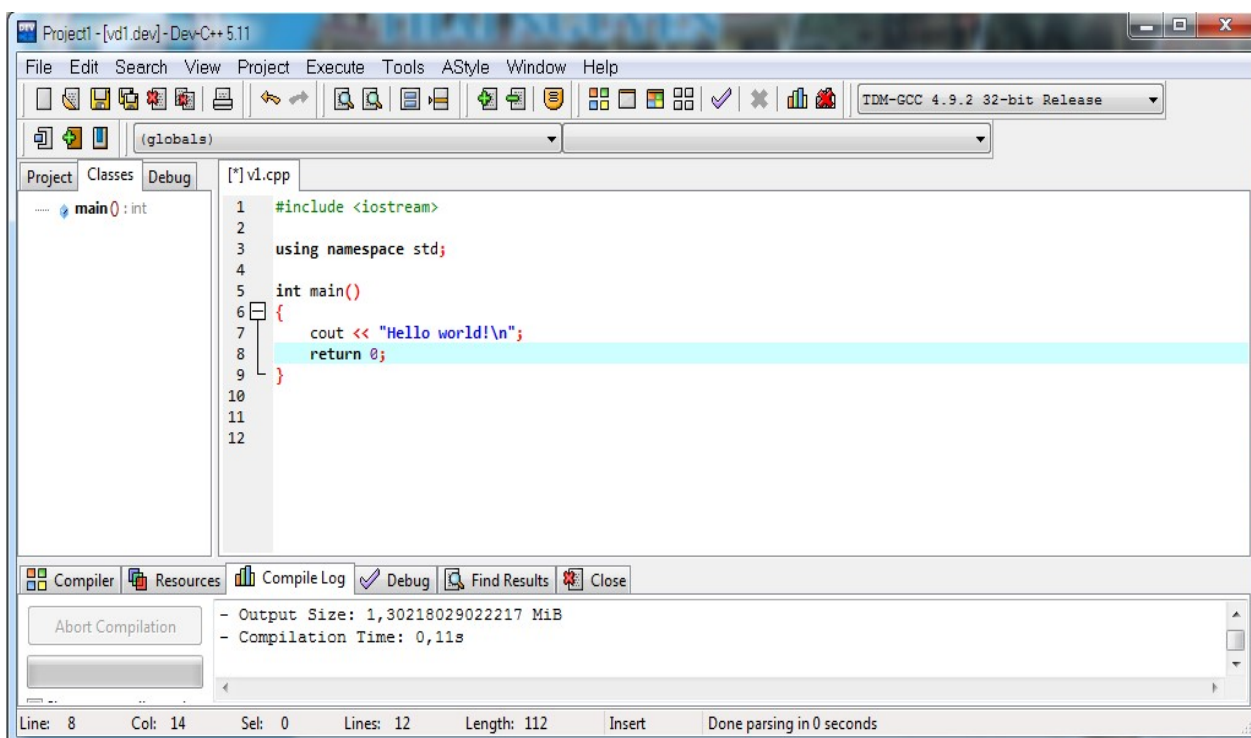 Project1 - [vd1.dev] - Dev-C++ 5.11
File Edit Search View Project Execute Tools AStyle Window Help
TDM-GCC 4.9.2 32-bit Release
(globals)
Project Classes Debug
[*] v1.cpp
main () : int
1 #include <iostream>
2
3 using namespace std;
4
5 int main()
6 {
7 cout << "Hello world!\n";
8 return 0;
9 }
10
11
12
Compiler Resources Compile Log Debug Find Results Close
Abort Compilation
- Output Size: 1,30218029022217 MiB
- Compilation Time: 0,11s
Line: 8 Col: 14 Sel: 0 Lines: 12 Length: 112 Insert Done parsing in 0 seconds